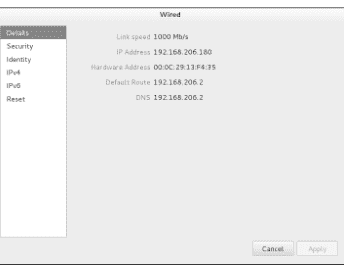 Wired
Details
Security
Identity
IPv4
IPv6
Reset
Link speed 1000 Mb/s
IP Address 192.168.206.180
Hardware Address 00:0C:29:13:F4:35
Default Route 192.168.206.2
DNS 192.168.206.2
Cancel Apply